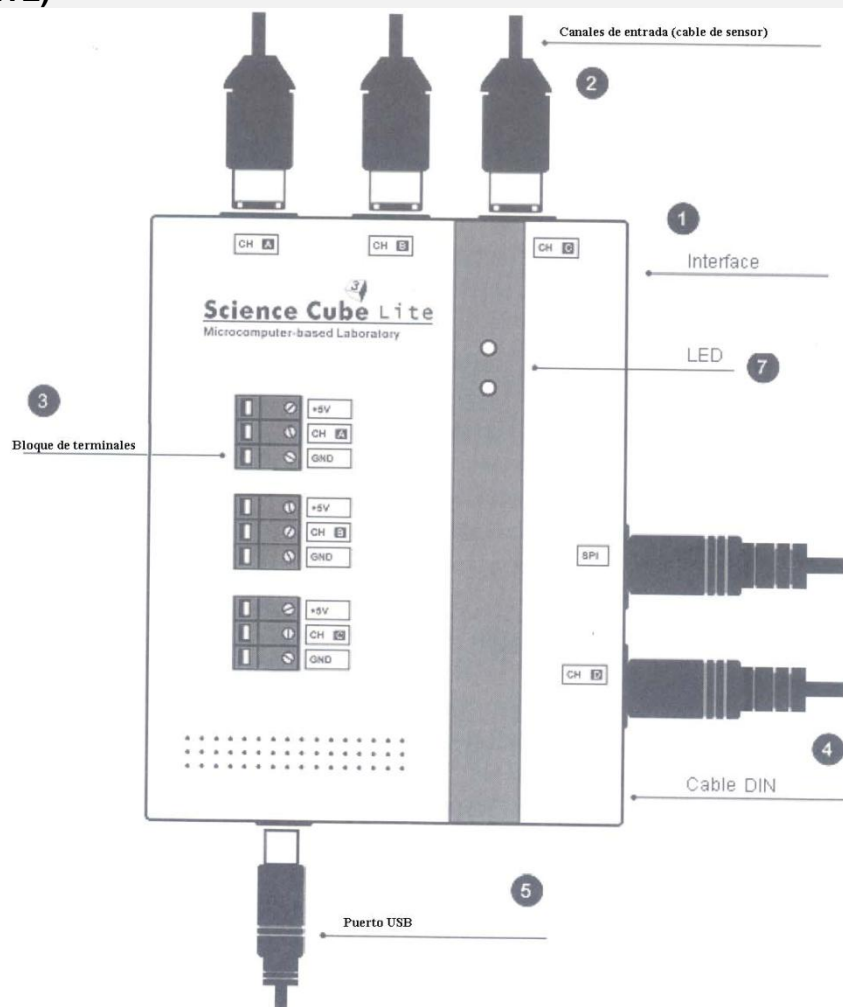 Canales de entrada (cable de sensor)
2
1
CH A
CH B
CH C
Interface
3
Science Cube Lite
Microcomputer-based Laboratory
LED
7
3
+5V
CH A
Bloque de terminales
GND
+5V
CH B
GND
SPI
+5V
CH C
GND
CH D
4
Cable DIN
5
Puerto USB